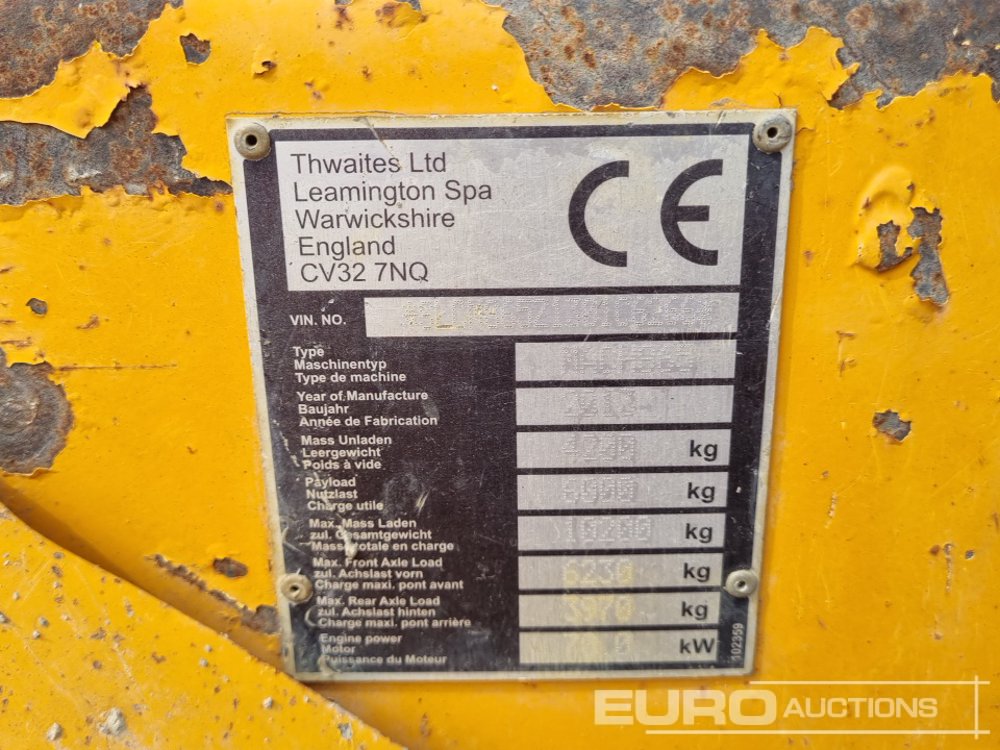 Thwaites Ltd
Leamington Spa
Warwickshire
England
CV32 7NQ
CE
VIN. NO.
Type
Maschinentyp
Type de machine
Year of Manufacture
Baujahr
Année de Fabrication
Mass Unladen
Leergewicht
Poids à vide
4200 kg
Payload
Nutzlast
Charge utile
6000 kg
Max. Mass Laden
zul. Gesamtgewicht
Masse totale en charge
10200 kg
Max. Front Axle Load
zul. Achslast vorn
Charge maxi. pont avant
6230 kg
Max. Rear Axle Load
zul. Achslast hinten
Charge maxi. pont arrière
kg
Engine power
Motor
Puissance du Moteur
kW
102359
EURO AUCTIONS